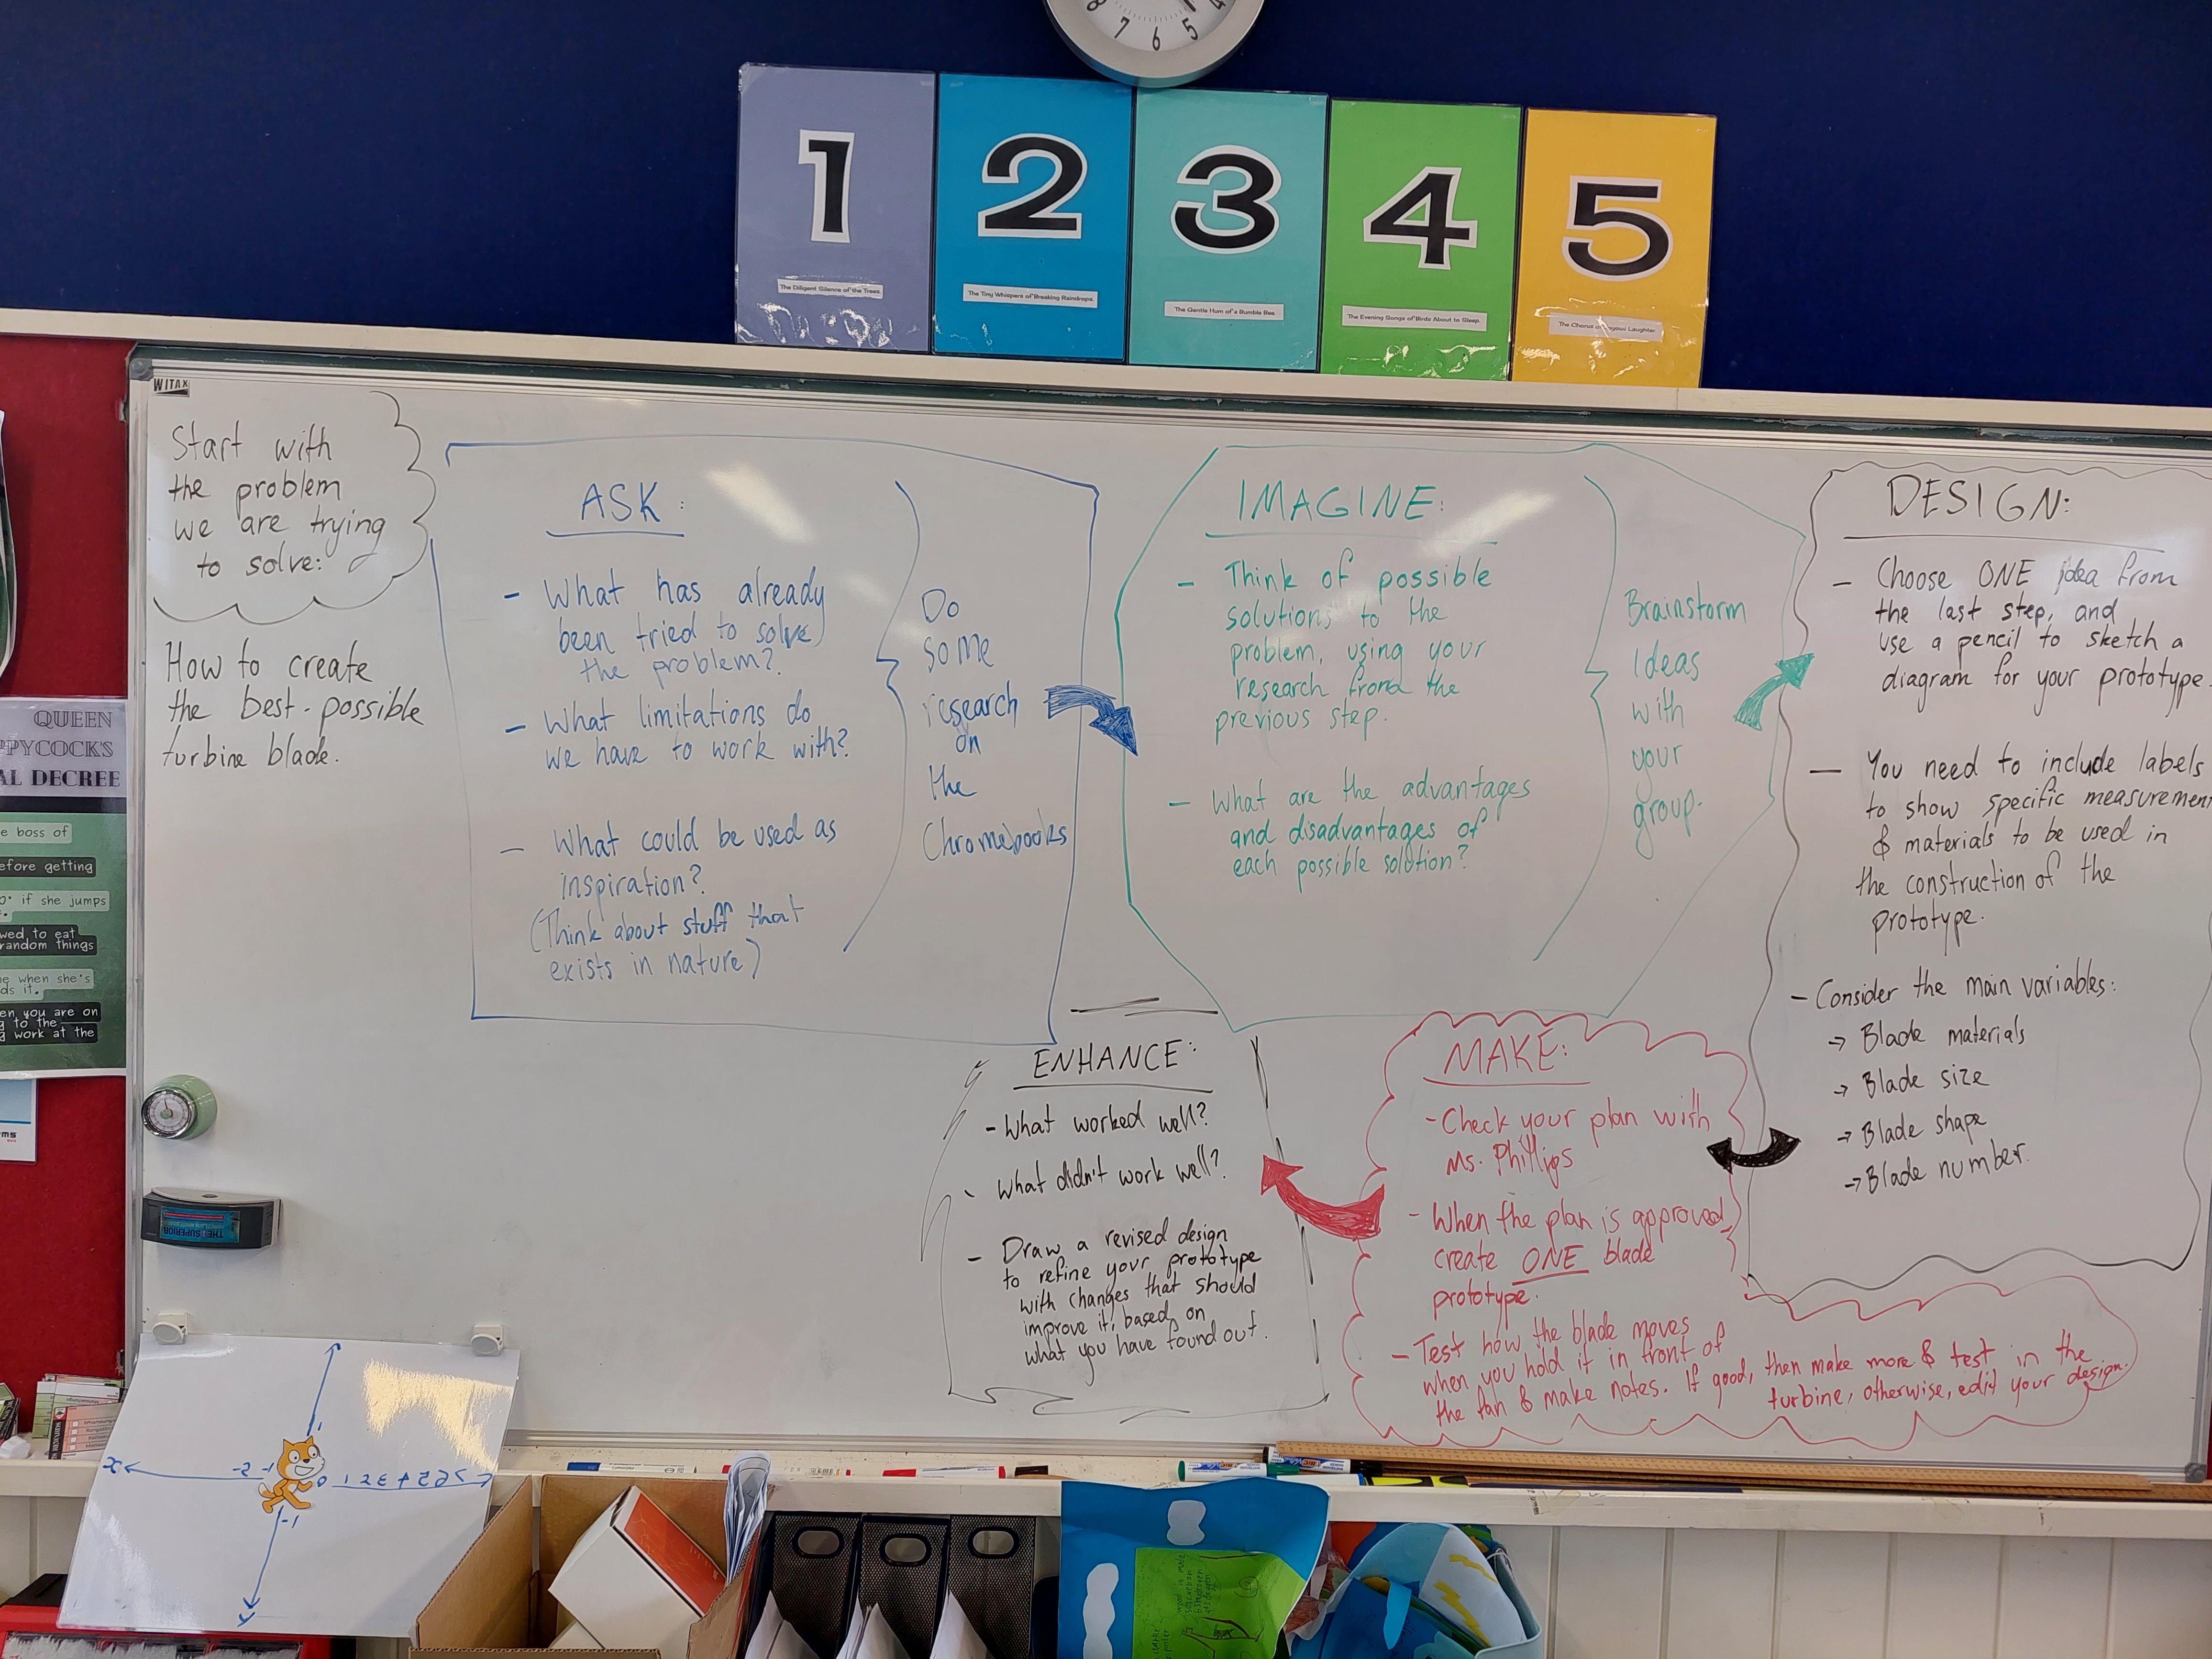 8 7 6 5 4
1
2
3
4
5
The Diligent Silence of the Trees.
The Tiny Whispers of Breaking Raindrops.
The Gentle Hum of a Bumble Bee.
The Evening Songs of Birds About to Sleep.
The Chorus Laughter.
WITAX
Start with
the problem
we are trying
to solve:
How to create
the best-possible
turbine blade.
ASK:
- What has already
been tried to solve
the problem?
- What limitations do
we have to work with?
- What could be used as
inspiration?
(Think about stuff that
exists in nature)
Do
some
research
on
the
Chromebooks
IMAGINE:
- Think of possible
solutions to the
problem, using your
research from the
previous step.
- What are the advantages
and disadvantages of
each possible solution?
Brainstorm
Ideas
with
your
group.
DESIGN:
- Choose ONE idea from
the last step, and
use a pencil to sketch a
diagram for your prototype.
- You need to include labels
to show specific measurement
& materials to be used in
the construction of the
prototype.
- Consider the main variables:
→ Blade materials
→ Blade size
→ Blade shape
→ Blade number.
MAKE:
- Check your plan with
Ms. Phillips
- When the plan is approved,
create ONE blade
prototype.
- Test how the blade moves
when you hold it in front of
the fan & make notes. If good, then make more & test in the
turbine, otherwise, edit your design.
ENHANCE:
- What worked well?
- What didn't work well?
- Draw a revised design
to refine your prototype
with changes that should
improve it, based on
what you have found out.
QUEEN
PPYCOCK'S
AL DECREE
e boss of
efore getting
if she jumps
wed to eat
random things
e when she's
ds it.
en you are on
g to the
g work at the
ms
THE SUPERIOR
1
x -2 -1 0 1 2 3 4 5 6 7
-1
y